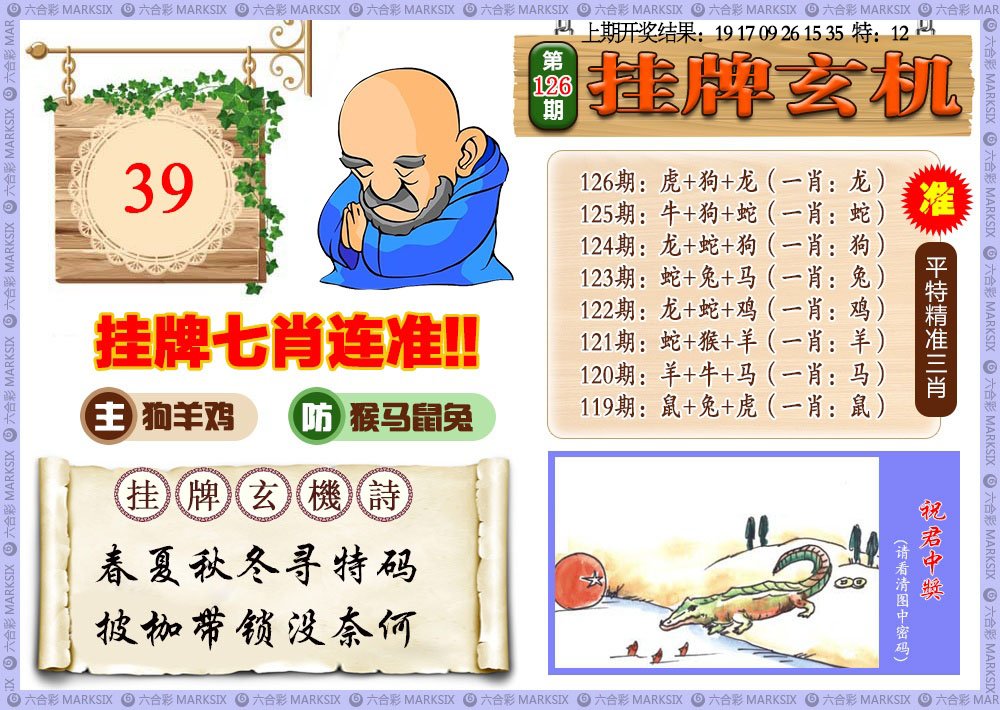 六合彩 MARKSIX
上期开奖结果：19 17 09 26 15 35 特：12
第126期
挂牌玄机
39
挂牌七肖连准!!
主 狗羊鸡
防 猴马鼠兔
挂牌玄機詩
春夏秋冬寻特码
披枷带锁没奈何
126期：虎+狗+龙（一肖：龙）
125期：牛+狗+蛇（一肖：蛇）
124期：龙+蛇+狗（一肖：狗）
123期：蛇+兔+马（一肖：兔）
122期：龙+蛇+鸡（一肖：鸡）
121期：蛇+猴+羊（一肖：羊）
120期：羊+牛+马（一肖：马）
119期：鼠+兔+虎（一肖：鼠）
准
平特精准三肖
祝君中獎
(请看清图中密码)